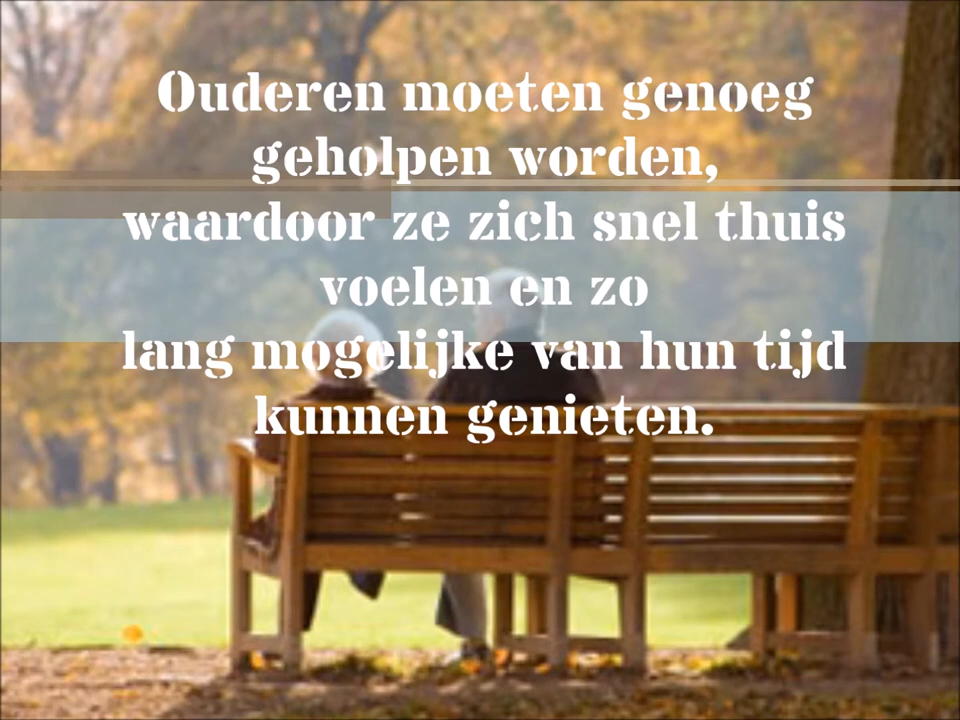 Ouderen moeten genoeg
geholpen worden,
waardoor ze zich snel thuis
voelen en zo
lang mogelijke van hun tijd
kunnen genieten.